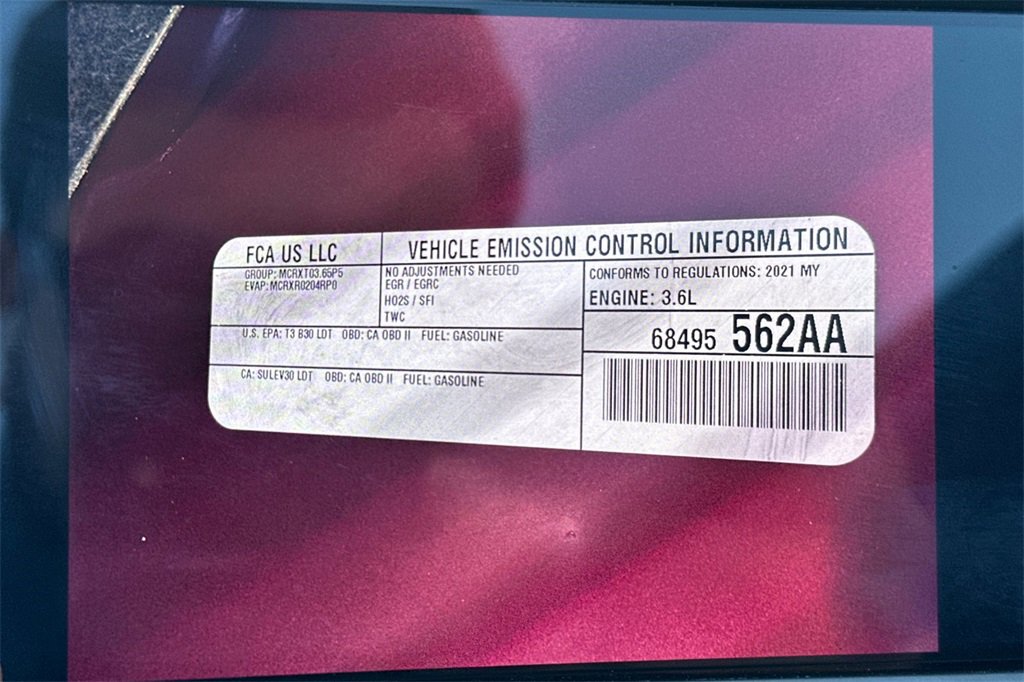 FCA US LLC
VEHICLE EMISSION CONTROL INFORMATION
GROUP: MCRXT03.65P5
EVAP: MCRXR0204RP0
NO ADJUSTMENTS NEEDED
EGR / EGRC
HO2S / SFI
TWC
CONFORMS TO REGULATIONS: 2021 MY
ENGINE: 3.6L
U.S. EPA: T3 B30 LDT OBD: CA OBD II FUEL: GASOLINE
68495 562AA
CA: SULEV30 LDT OBD: CA OBD II FUEL: GASOLINE